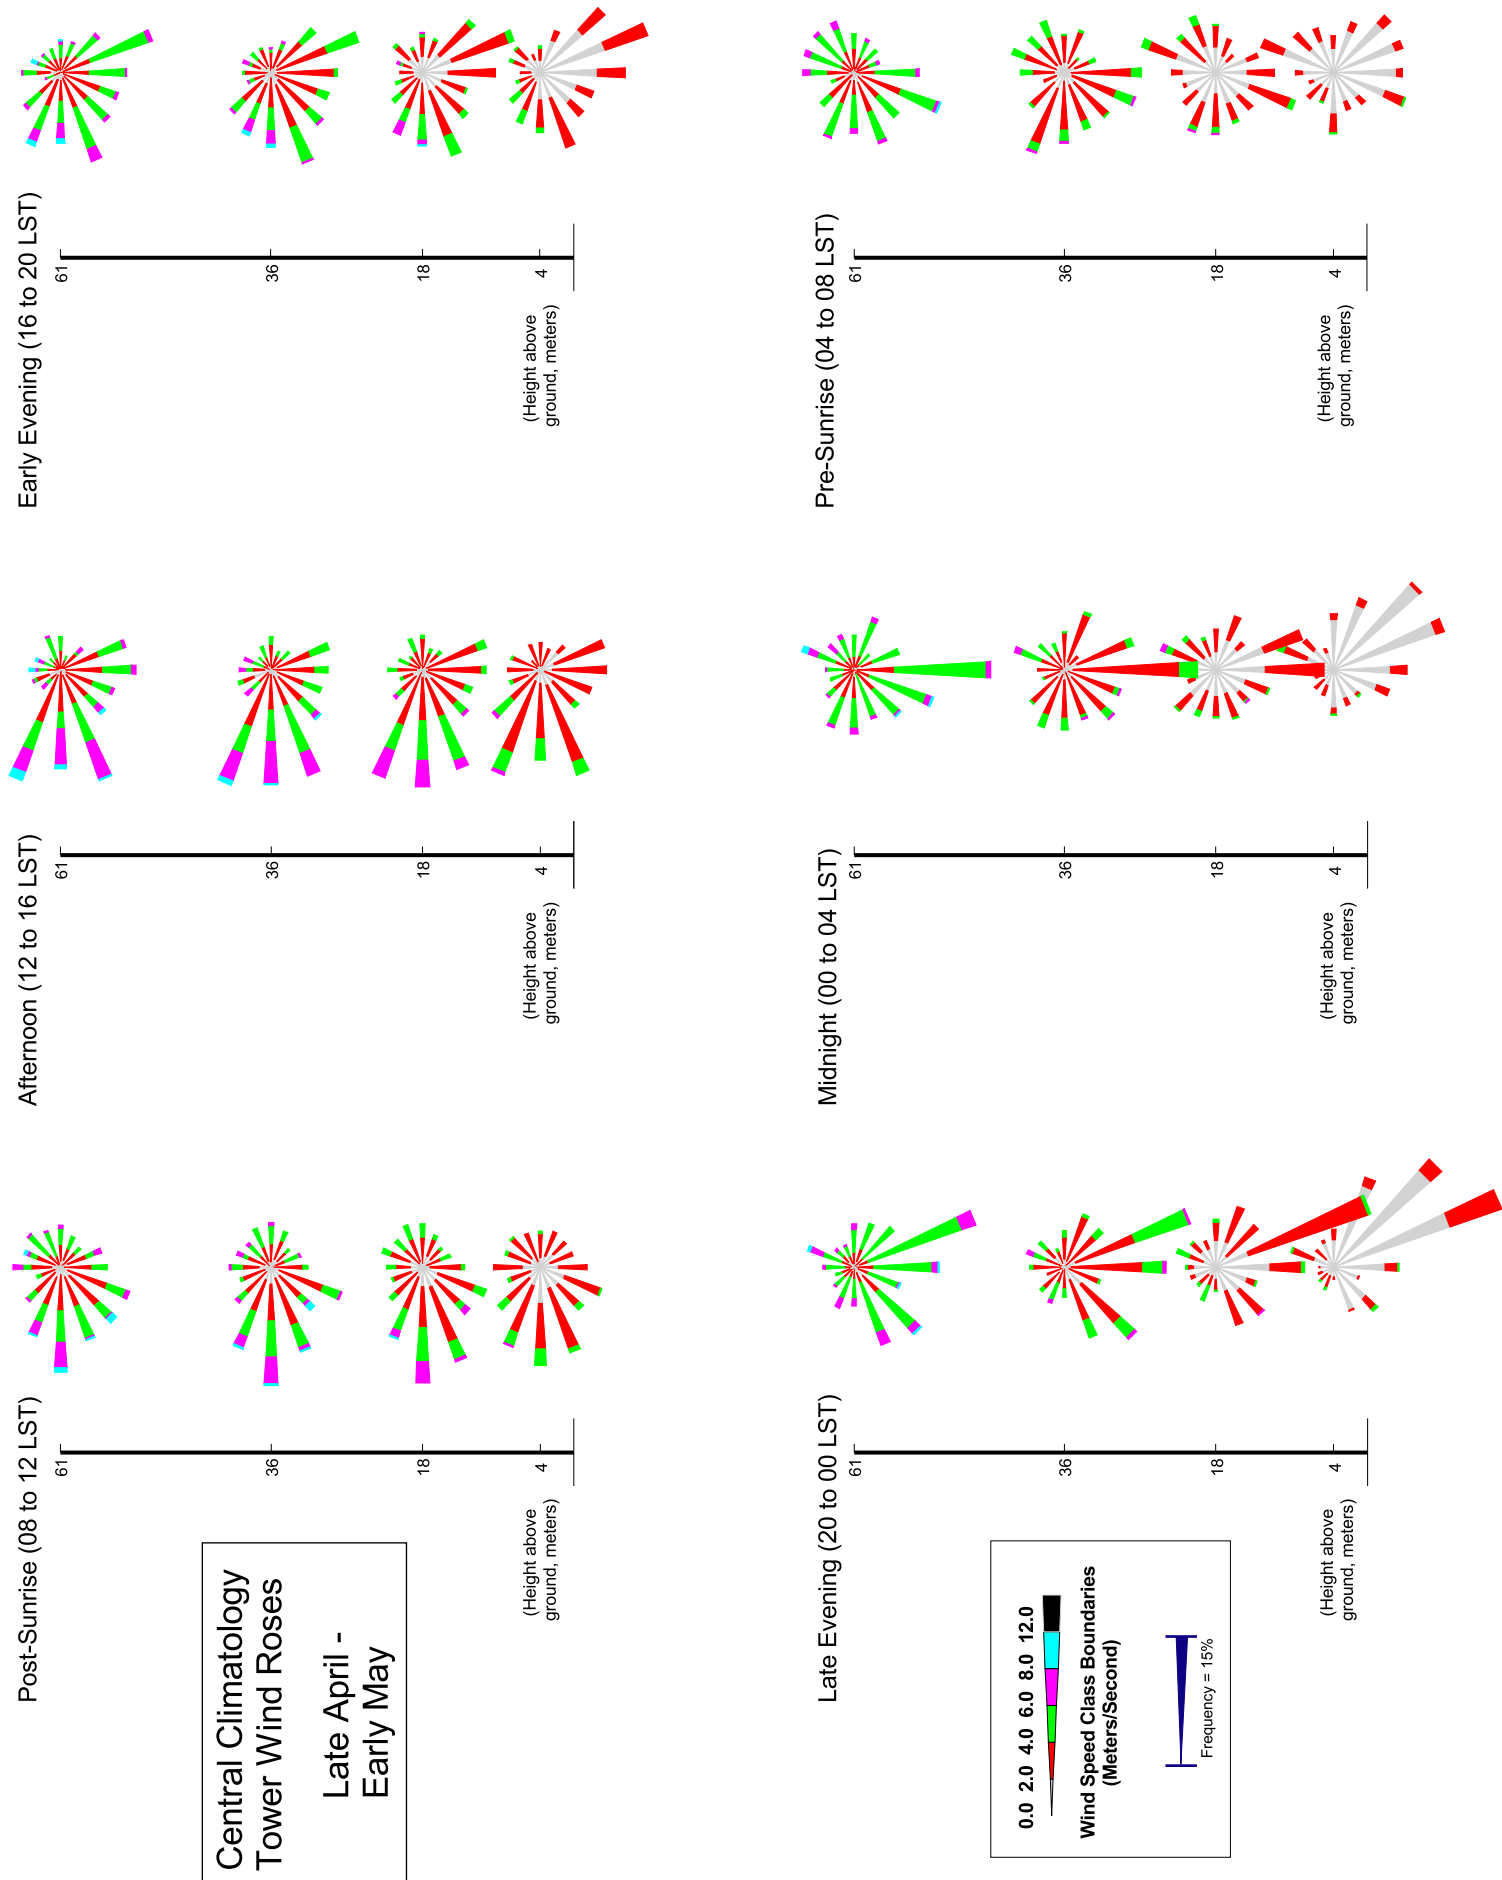 Central Climatology
Tower Wind Roses
Late April -
Early May
Post-Sunrise (08 to 12 LST)
61
36
18
4
(Height above
ground, meters)
Afternoon (12 to 16 LST)
61
36
18
4
(Height above
ground, meters)
Early Evening (16 to 20 LST)
61
36
18
4
(Height above
ground, meters)
Late Evening (20 to 00 LST)
61
36
18
4
(Height above
ground, meters)
Midnight (00 to 04 LST)
61
36
18
4
(Height above
ground, meters)
Pre-Sunrise (04 to 08 LST)
61
36
18
4
(Height above
ground, meters)
0.0 2.0 4.0 6.0 8.0 12.0
Wind Speed Class Boundaries
(Meters/Second)
Frequency = 15%